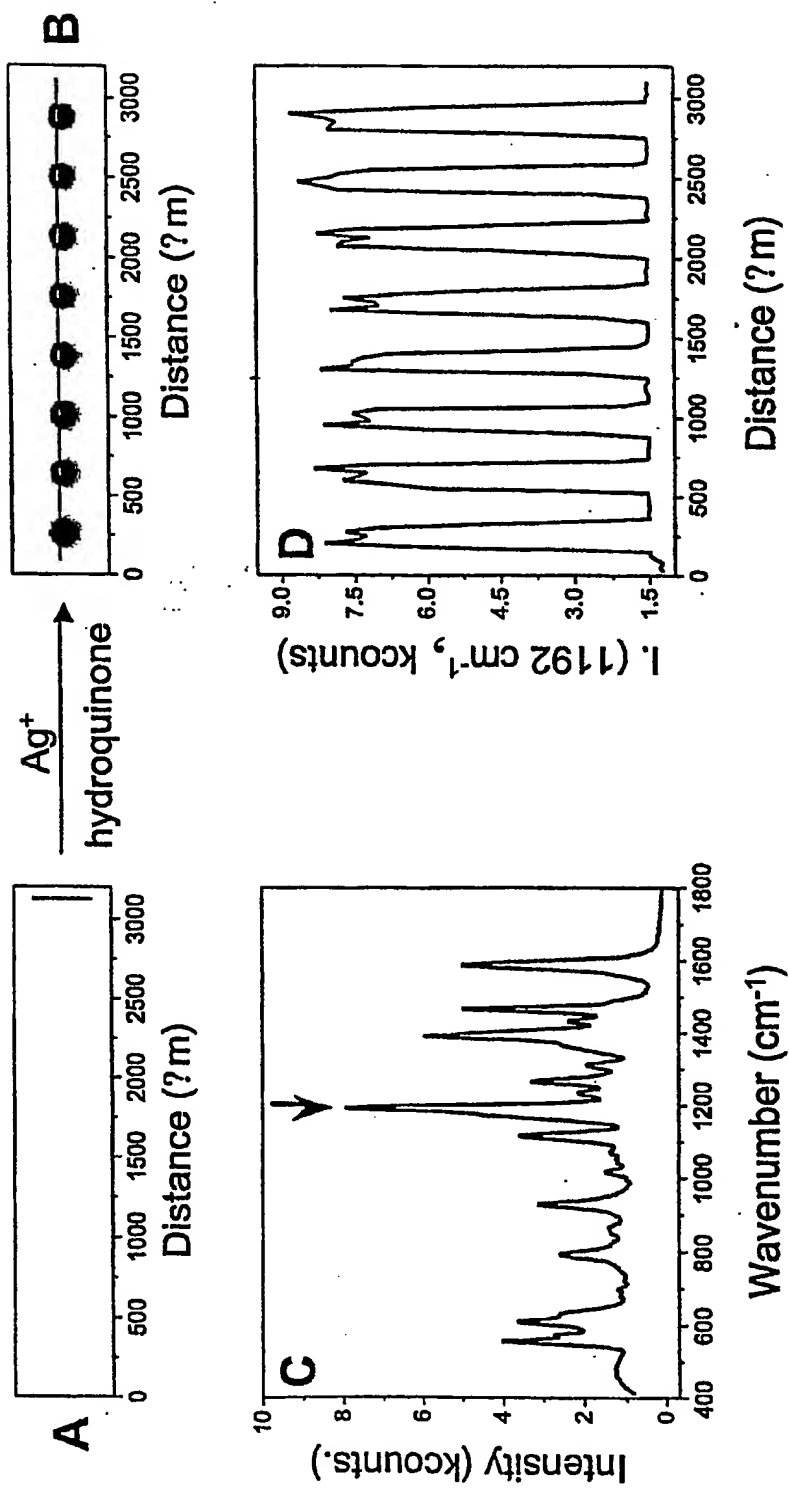 A
0 500 1000 1500 2000 2500 3000
Distance (?m)
Ag+
hydroquinone
B
0 500 1000 1500 2000 2500 3000
Distance (?m)
C
10
8
6
4
2
0
Intensity (kcounts.)
400 600 800 1000 1200 1400 1600 1800
Wavenumber (cm-1)
D
9.0
7.5
6.0
4.5
3.0
1.5
I. (1192 cm-1, kcounts)
0 500 1000 1500 2000 2500 3000
Distance (?m)